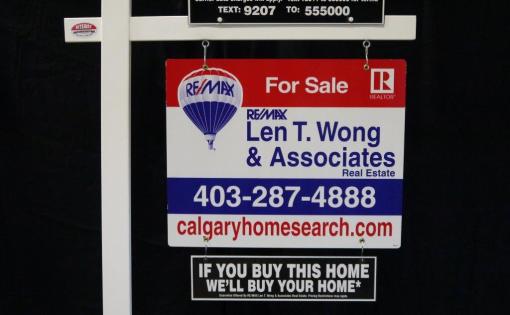 TEXT: 9207 TO: 555000
For Sale
R
REALTOR
RE/MAX
RE/MAX
Len T. Wong
& Associates
Real Estate
403-287-4888
calgaryhomesearch.com
IF YOU BUY THIS HOME
WE'LL BUY YOUR HOME*